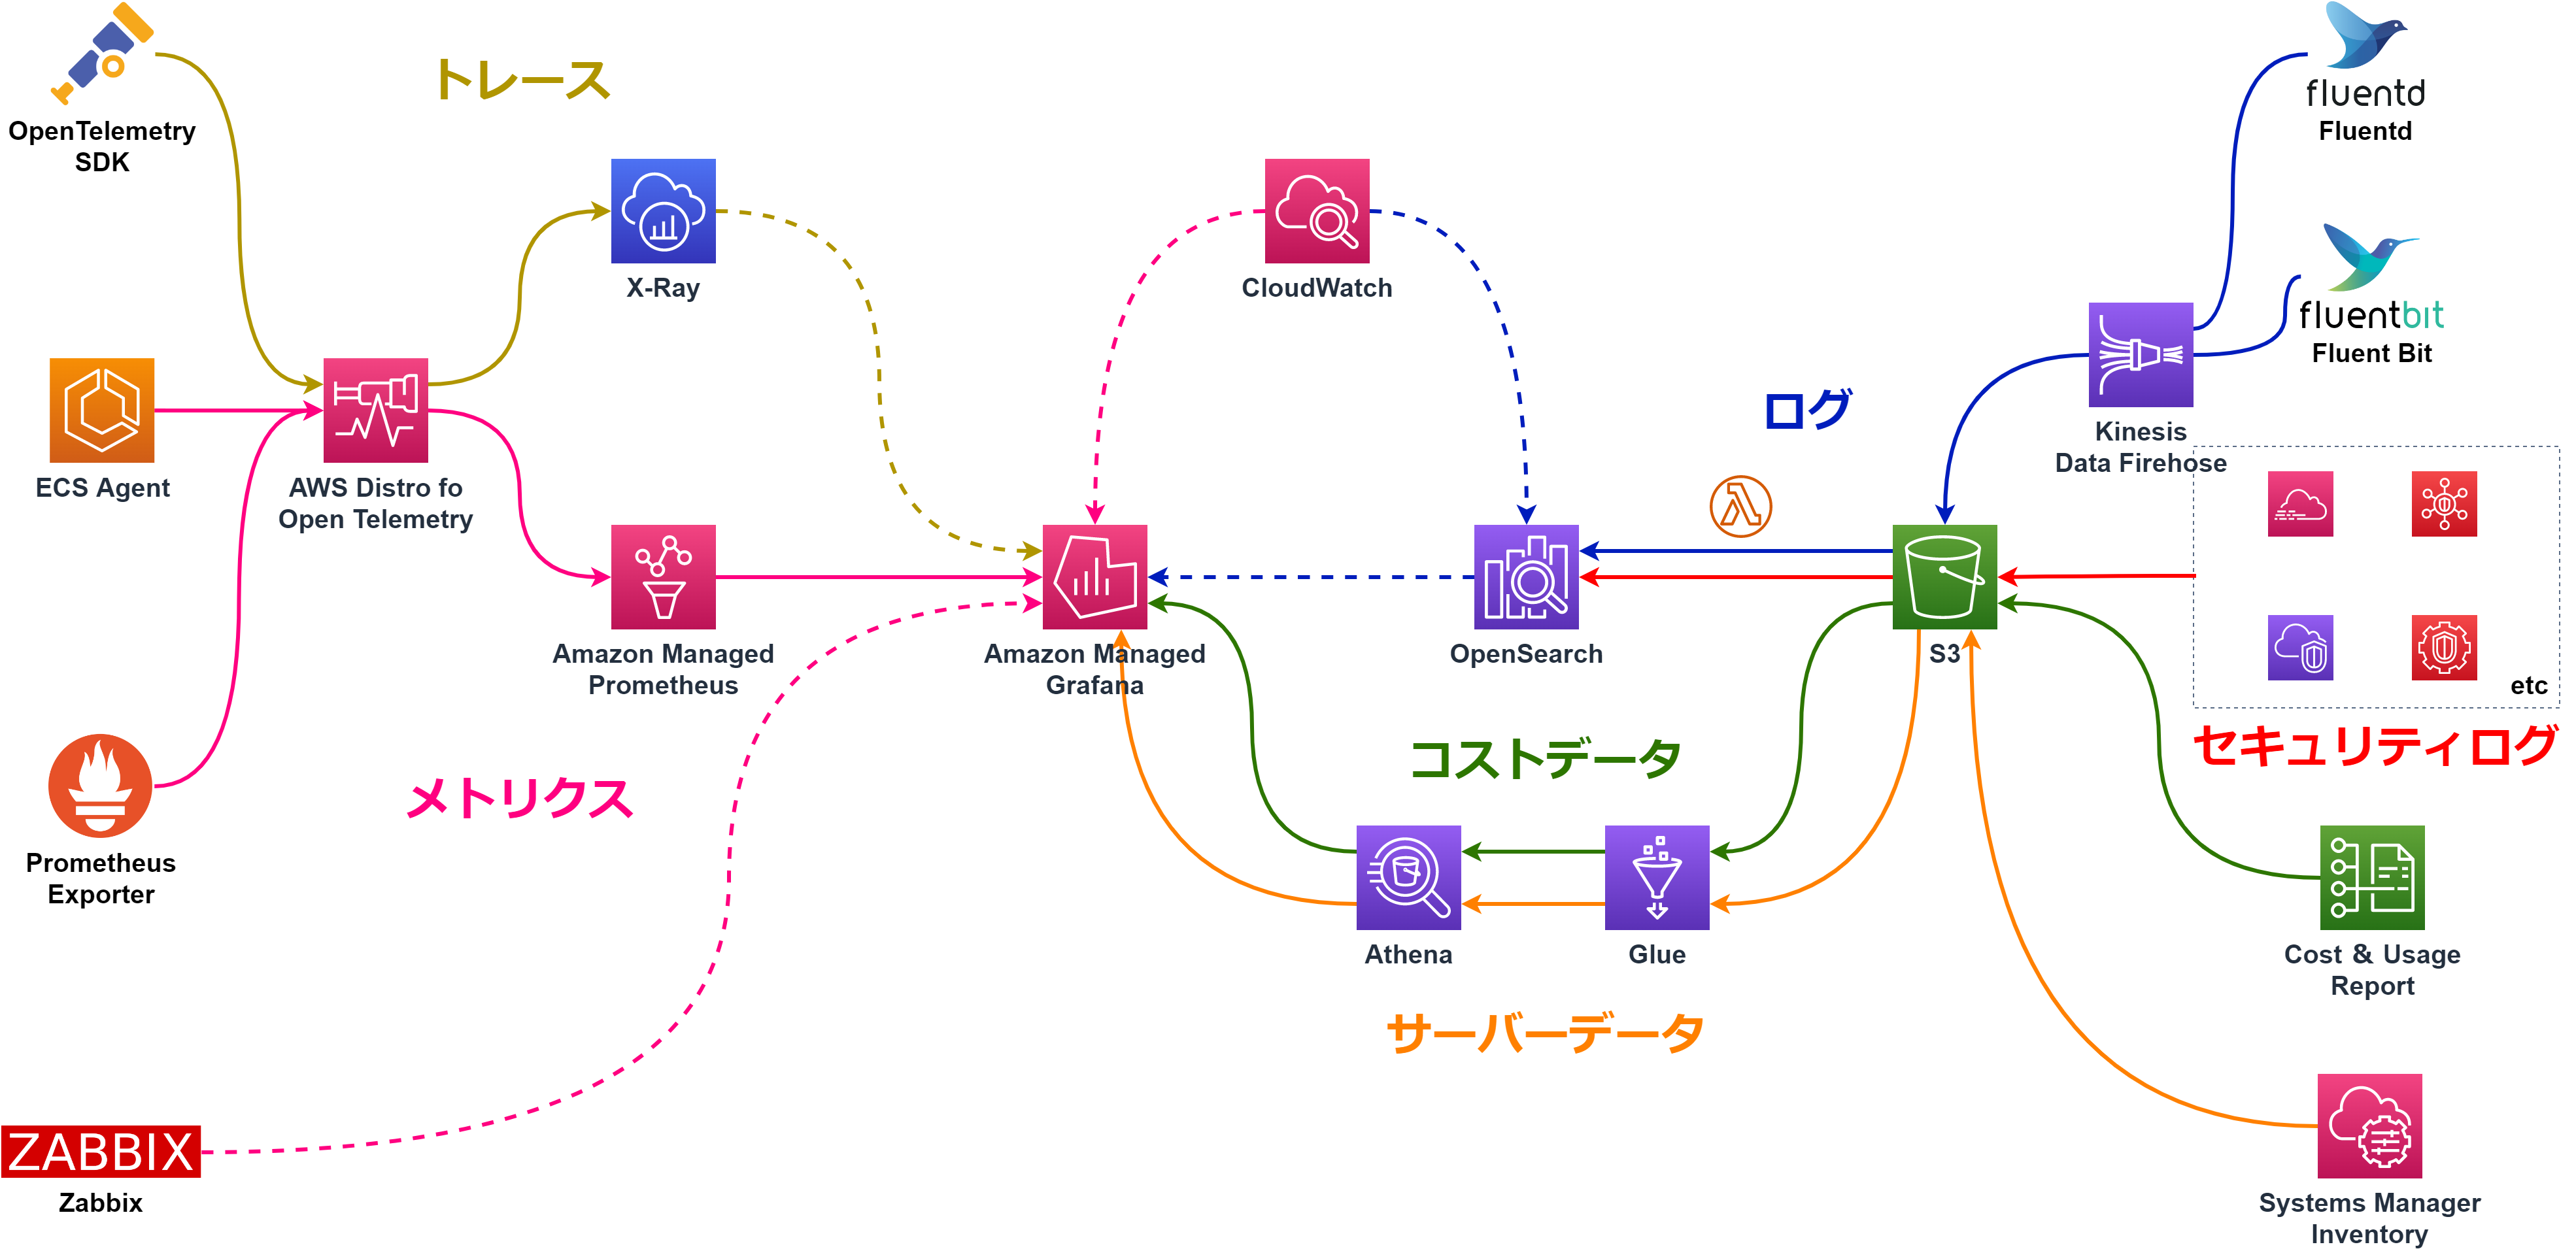 トレース
fluentd
Fluentd
OpenTelemetry
SDK
X-Ray
CloudWatch
fluentbit
Fluent Bit
ログ
Kinesis
Data Firehose
ECS Agent
AWS Distro fo
Open Telemetry
Amazon Managed
Prometheus
Amazon Managed
Grafana
OpenSearch
S3
etc
セキュリティログ
コストデータ
メトリクス
Prometheus
Exporter
Athena
Glue
Cost & Usage
Report
サーバーデータ
ZABBIX
Zabbix
Systems Manager
Inventory